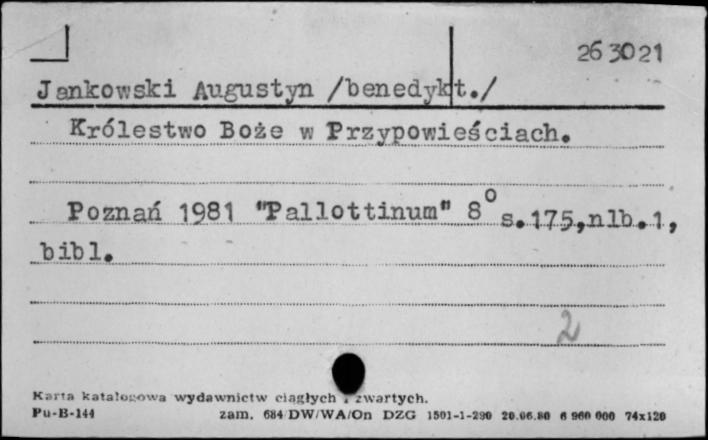 263021
Jankowski Augustyn /benedykt./
Królestwo Boże w Przypowieściach.
Poznań 1981 "Pallottinum" 8° s.175,nlb.1,
bibl.
2
Karta katalogowa wydawnictw ciągłych i zwartych.
Pu-B-144 zam. 684/DW/WA/On DZG 1501-1-290 20.06.80 6 960 000 74x120